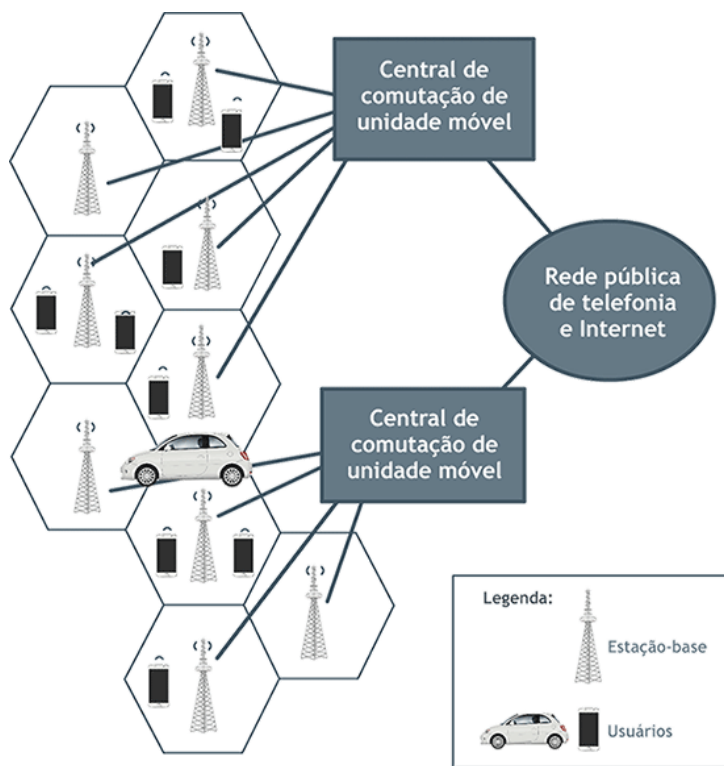 Central de
comutação de
unidade móvel
Rede pública
de telefonia
e Internet
Central de
comutação de
unidade móvel
Legenda:
Estação-base
Usuários